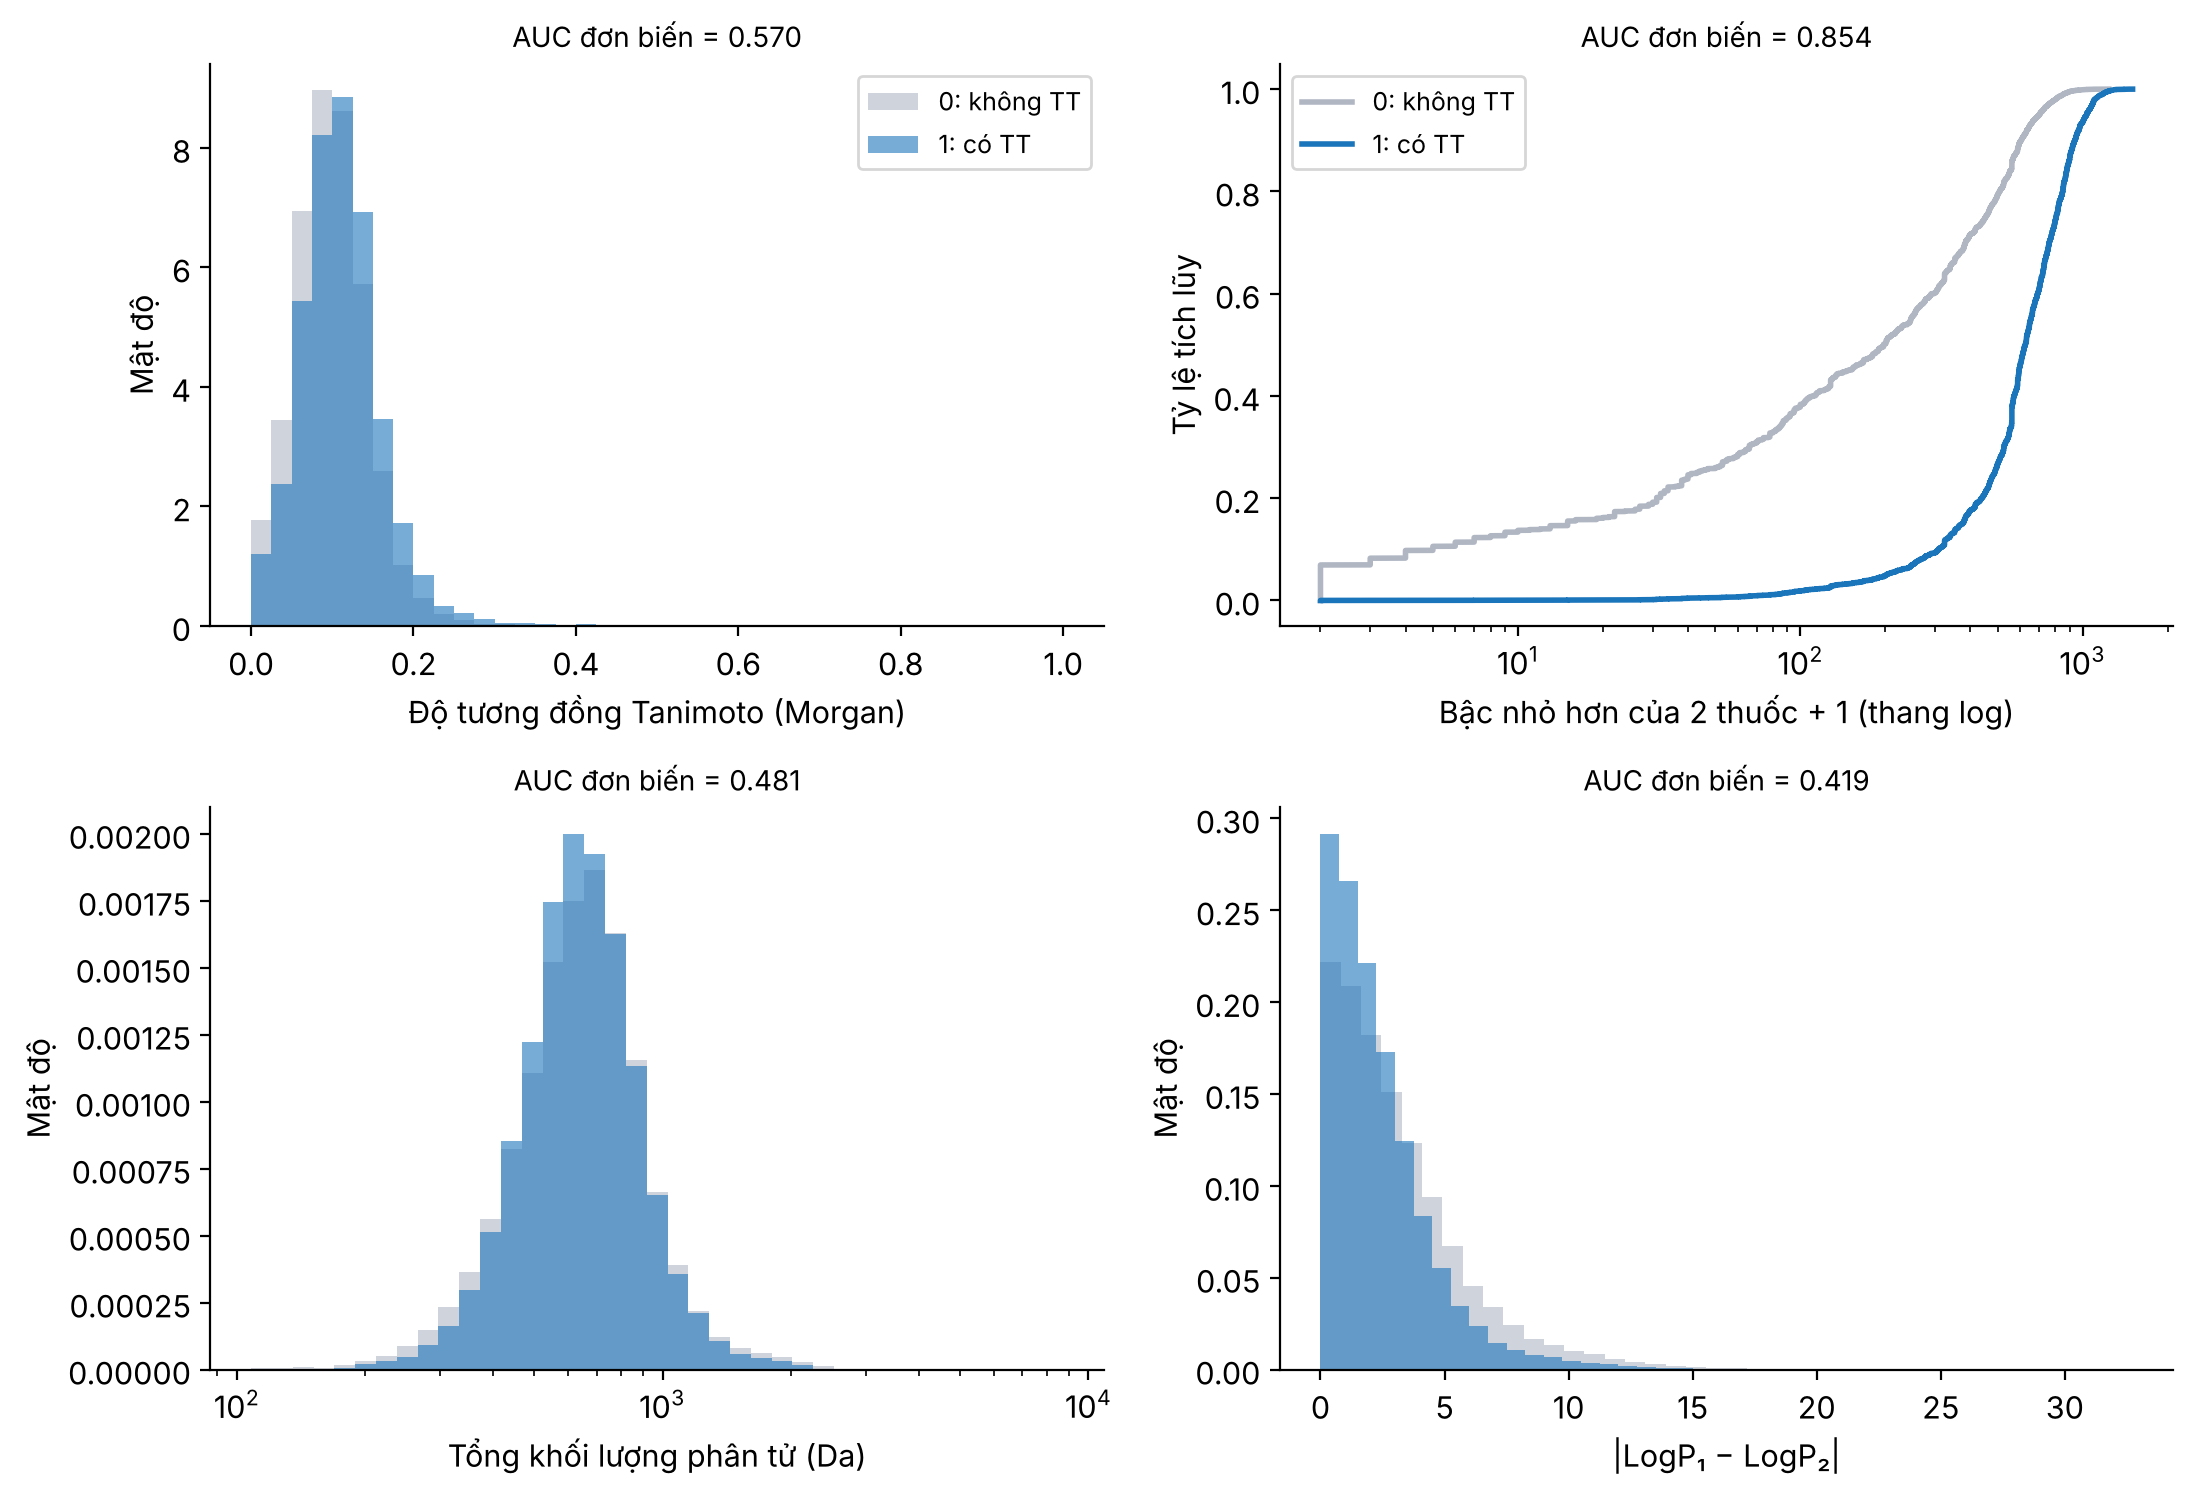 AUC đơn biến = 0.570
8
6
4
2
0
Mật độ
0: không TT
1: có TT
0.0 0.2 0.4 0.6 0.8 1.0
Độ tương đồng Tanimoto (Morgan)
AUC đơn biến = 0.854
1.0
0.8
0.6
0.4
0.2
0.0
Tỷ lệ tích lũy
0: không TT
1: có TT
10¹ 10² 10³
Bậc nhỏ hơn của 2 thuốc + 1 (thang log)
AUC đơn biến = 0.481
0.00200
0.00175
0.00150
0.00125
0.00100
0.00075
0.00050
0.00025
0.00000
Mật độ
10² 10³ 10⁴
Tổng khối lượng phân tử (Da)
AUC đơn biến = 0.419
0.30
0.25
0.20
0.15
0.10
0.05
0.00
Mật độ
0 5 10 15 20 25 30
|LogP₁ − LogP₂|